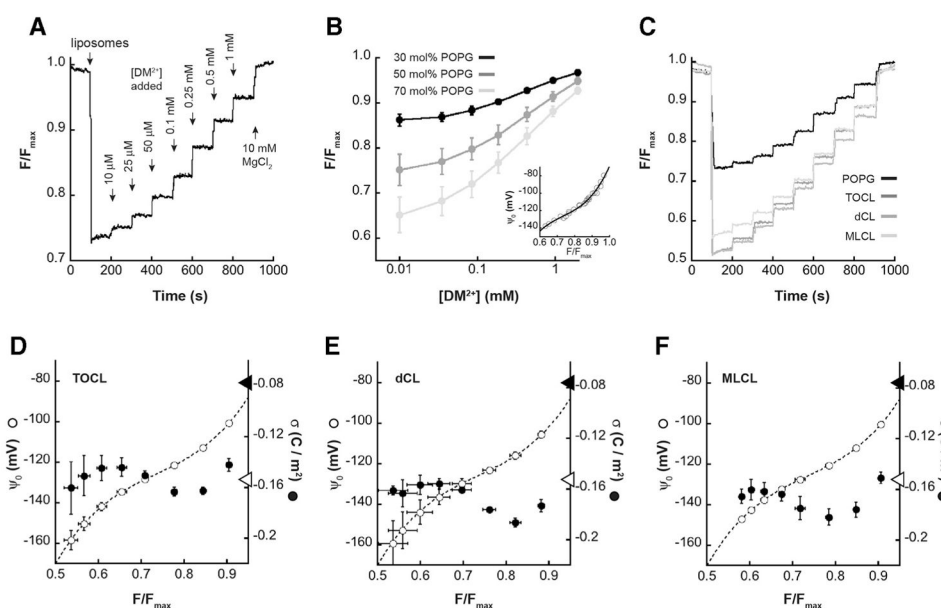 A
liposomes
[DM²⁺]
added
10 µM
25 µM
50 µM
0.1 mM
0.25 mM
0.5 mM
1 mM
10 mM
MgCl₂
F/Fmax
1.0
0.9
0.8
0.7
0 200 400 600 800 1000
Time (s)
B
30 mol% POPG
50 mol% POPG
70 mol% POPG
F/Fmax
1.0
0.9
0.8
0.7
0.6
0.01 0.1 1
[DM²⁺] (mM)
ψ₀ (mV)
-80
-100
-120
-140
0.6 0.7 0.8 0.9 1.0
F/Fmax
C
F/Fmax
1.0
0.9
0.8
0.7
0.6
0.5
POPG
TOCL
dCL
MLCL
0 200 400 600 800 1000
Time (s)
D
TOCL
ψ₀ (mV)
-80
-100
-120
-140
-160
-0.08
-0.12
-0.16
-0.2
σ (C / m²)
0.5 0.6 0.7 0.8 0.9
F/Fmax
E
dCL
ψ₀ (mV)
-80
-100
-120
-140
-160
-0.08
-0.12
-0.16
-0.2
σ (C / m²)
0.5 0.6 0.7 0.8 0.9
F/Fmax
F
MLCL
ψ₀ (mV)
-80
-100
-120
-140
-160
-0.08
-0.12
-0.16
-0.2
σ (C / m²)
0.5 0.6 0.7 0.8 0.9
F/Fmax